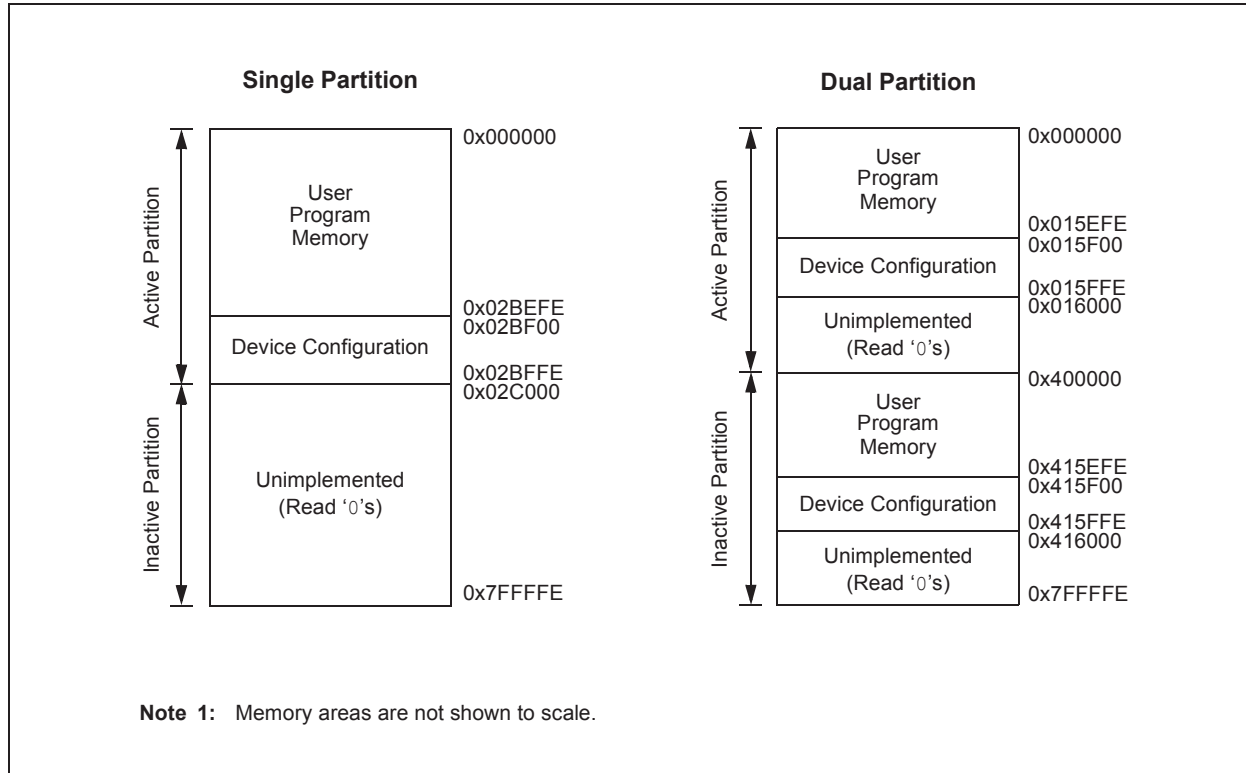 Single Partition
Active Partition
Inactive Partition
User
Program
Memory
Device Configuration
Unimplemented
(Read ‘0’s)
0x000000
0x02BEFE
0x02BF00
0x02BFFE
0x02C000
0x7FFFFE
Dual Partition
Active Partition
Inactive Partition
User
Program
Memory
Device Configuration
Unimplemented
(Read ‘0’s)
User
Program
Memory
Device Configuration
Unimplemented
(Read ‘0’s)
0x000000
0x015EFE
0x015F00
0x015FFE
0x016000
0x400000
0x415EFE
0x415F00
0x415FFE
0x416000
0x7FFFFE
Note 1: Memory areas are not shown to scale.